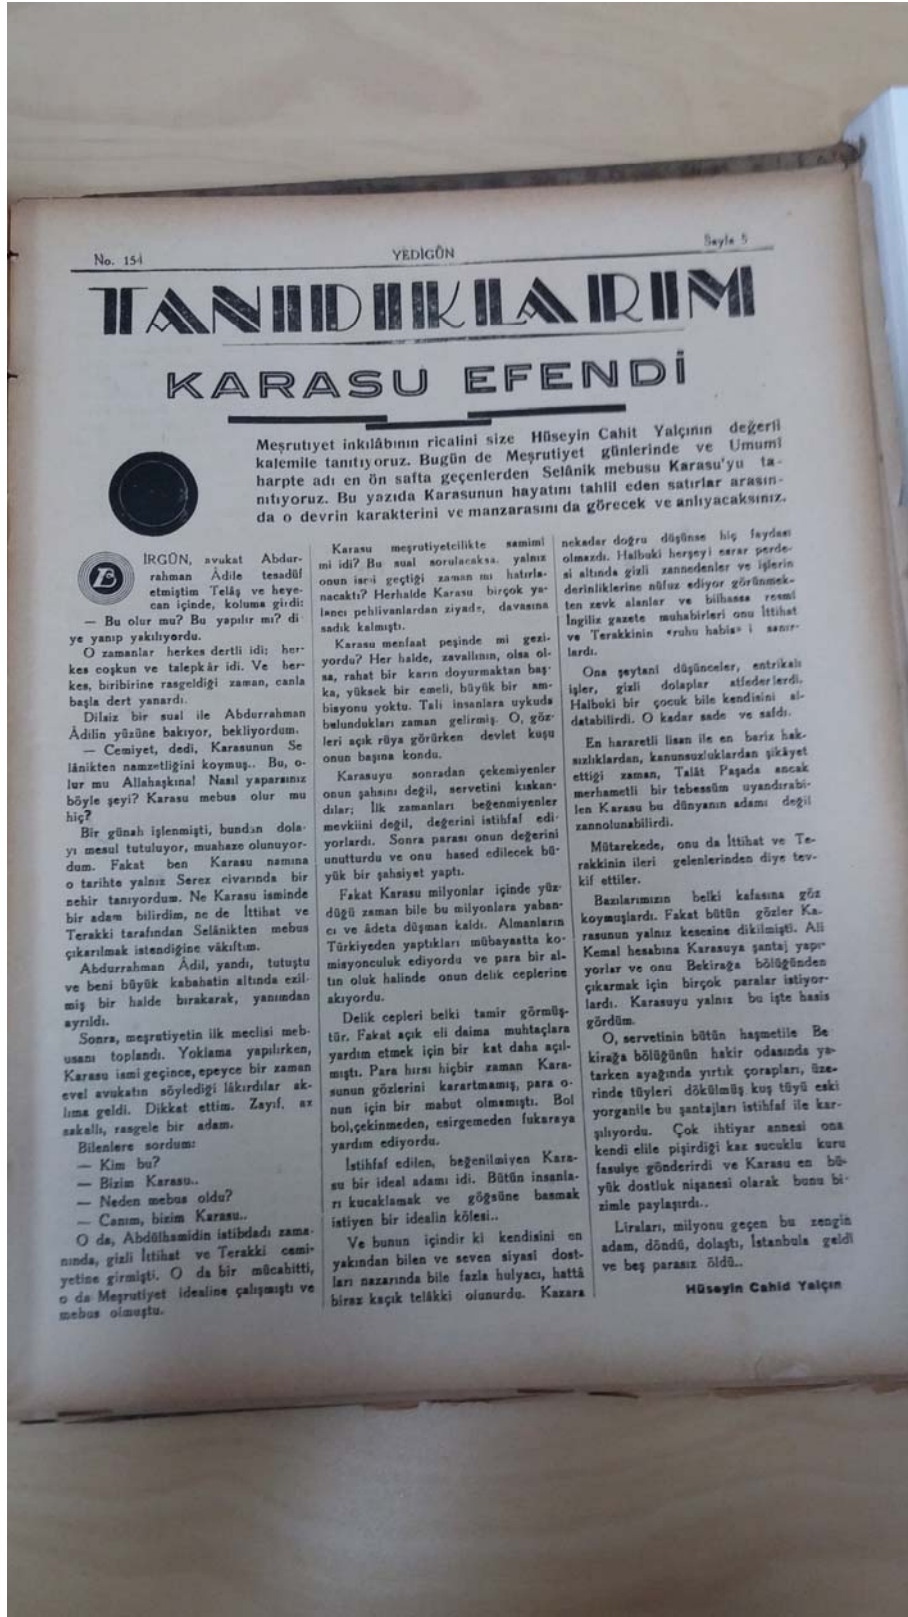 No. 154
YEDİGÜN
Sayfa 5
TANIDIKLARIM
KARASU EFENDİ
Meşrutiyet inkılâbının ricalini size Hüseyin Cahit Yalçının değerli
kalemile tanıtıyoruz. Bugün de Meşrutiyet günlerinde ve Umumî
harpte adı en ön safta geçenlerden Selânik mebusu Karasu'yu ta-
nıtıyoruz. Bu yazıda Karasunun hayatını tahlil eden satırlar arasın-
da o devrin karakterini ve manzarasını da görecek ve anlıyacaksınız.
BİRGÜN, avukat Abdur-
rahman Âdile tesadüf
etmiştim Telâş ve heye-
can içinde, koluma girdi:
— Bu olur mu? Bu yapılır mı? di
ye yanıp yakılıyordu.
O zamanlar herkes dertli idi; her-
kes coşkun ve talepkâr idi. Ve her-
kes, biribirine rasgeldiği zaman, canla
başla dert yanardı.
Dilsiz bir sual ile Abdurrahman
Âdilin yüzüne bakıyor, bekliyordum.
— Cemiyet, dedi, Karasunun Se
lânikten namzetliğini koymuş.. Bu, o-
lur mu Allahaşkına! Nasıl yaparsınız
böyle şeyi? Karasu mebus olur mu
hiç?
Bir günah işlenmişti, bundan dola-
yı mesul tutuluyor, muahaze olunuyor-
dum. Fakat ben Karasu namına
o tarihte yalnız Serez civarında bir
nehir tanıyordum. Ne Karasu isminde
bir adam bilirdim, ne de İttihat ve
Terakki tarafından Selânikten mebus
çıkarılmak istendiğine vâkıftım.
Abdurrahman Âdil, yandı, tutuştu
ve beni büyük kabahatin altında ezil-
miş bir halde bırakarak, yanımdan
ayrıldı.
Sonra, meşrutiyetin ilk meclisi meb-
usanı toplandı. Yoklama yapılırken,
Karasu ismi geçince, epeyce bir zaman
evel avukatın söylediği lâkırdılar ak-
lıma geldi. Dikkat ettim. Zayıf, ax
sakallı, rasgele bir adam.
Bilenlere sordum:
— Kim bu?
— Bizim Karasu..
— Neden mebus oldu?
— Canım, bizim Karasu..
O da, Abdülhamidin istibdadı zama-
nında, gizli İttihat ve Terakki cemi-
yetine girmişti. O da bir mücahitti,
o da Meşrutiyet idealine çalışmıştı ve
mebus olmuştu.
Karasu meşrutiyetcilikte samimî
mi idi? Bu sual sorulacaksa, yalnız
onun ismi geçtiği zaman mı hatırla-
nacaktı? Herhalde Karasu birçok ya-
lancı pehlivanlardan ziyade, davasına
sadık kalmıştı.
Karasu menfaat peşinde mi gezi-
yordu? Her halde, zavallının, olsa ol-
sa, rahat bir karın doyurmaktan baş-
ka, yüksek bir emeli, büyük bir am-
bisyonu yoktu. Tali insanlara uykuda
bulundukları zaman gelirmiş. O, göz-
leri açık rüya görürken devlet kuşu
onun başına kondu.
Karasuyu sonradan çekemiyenler
onun şahsını değil, servetini kıskan-
dılar; İlk zamanları beğenmiyenler
mevkiini değil, değerini istihfaf edi-
yorlardı. Sonra parası onun değerini
unutturdu ve onu hased edilecek bü-
yük bir şahsiyet yaptı.
Fakat Karasu milyonlar içinde yüz-
düğü zaman bile bu milyonlara yaban-
cı ve âdeta düşman kaldı. Almanların
Türkiyeden yaptıkları mübayaatta ko-
misyonculuk ediyordu ve para bir al-
tın oluk halinde onun delik ceplerine
akıyordu.
Delik cepleri belki tamir görmüş-
tür. Fakat açık eli daima muhtaçlara
yardım etmek için bir kat daha açıl-
mıştı. Para hırsı hiçbir zaman Kara-
sunun gözlerini karartmamış, para o-
nun için bir mabut olmamıştı. Bol
bol,çekinmeden, esirgemeden fukaraya
yardım ediyordu.
İstihfaf edilen, beğenilmiyen Kara-
su bir ideal adamı idi. Bütün insanla-
rı kucaklamak ve göğsüne basmak
istiyen bir idealin kölesi..
Ve bunun içindir ki kendisini en
yakından bilen ve seven siyasî dost-
ları nazarında bile fazla hulyacı, hattâ
biraz kaçık telâkki olunurdu. Kazara
nekadar doğru düşünse hiç faydası
olmazdı. Halbuki herşeyi esrar perde-
si altında gizli zannedenler ve işlerin
derinliklerine nüfuz ediyor görünmek-
ten zevk alanlar ve bilhassa resmî
İngiliz gazete muhabirleri onu İttihat
ve Terakkinin «ruhu habis» i sanır-
lardı.
Ona şeytanî düşünceler, entrikalı
işler, gizli dolaplar atfederlerdi.
Halbuki bir çocuk bile kendisini al-
databilirdi. O kadar sade ve safdı.
En hararetli lisan ile en bariz hak-
sızlıklardan, kanunsuzluklardan şikâyet
ettiği zaman, Talât Paşada ancak
merhametli bir tebessüm uyandırabi-
len Karasu bu dünyanın adamı değil
zannolunabilirdi.
Mütarekede, onu da İttihat ve Te-
rakkinin ileri gelenlerinden diye tev-
kif ettiler.
Bazılarımızın belki kafasına göz
koymuşlardı. Fakat bütün gözler Ka-
rasunun yalnız kesesine dikilmişti. Ali
Kemal hesabına Karasuya şantaj yapı-
yorlar ve onu Bekirağa bölüğünden
çıkarmak için birçok paralar istiyor-
lardı. Karasuyu yalnız bu işte hasis
gördüm.
O, servetinin bütün haşmetile Be
kirağa bölüğünün hakir odasında ya-
tarken ayağında yırtık çorapları, üze-
rinde tüyleri dökülmüş kuş tüyü eski
yorganile bu şantajları istihfaf ile kar-
şılıyordu. Çok ihtiyar annesi ona
kendi elile pişirdiği kaz sucuklu kuru
fasulye gönderirdi ve Karasu en bü-
yük dostluk nişanesi olarak bunu bi-
zimle paylaşırdı..
Liraları, milyonu geçen bu zengin
adam, döndü, dolaştı, İstanbula geldi
ve beş parasız öldü..
Hüseyin Cahid Yalçın